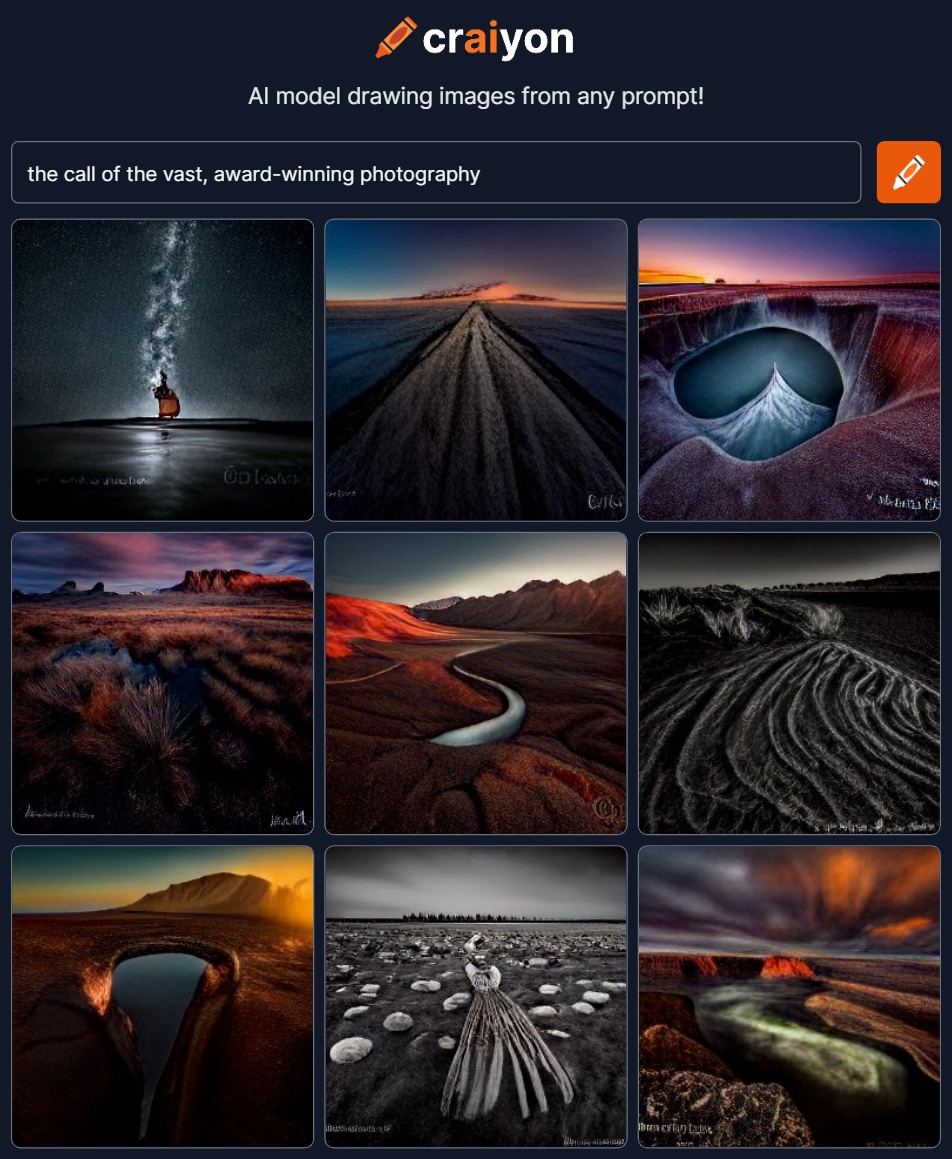 craiyon
AI model drawing images from any prompt!
the call of the vast, award-winning photography